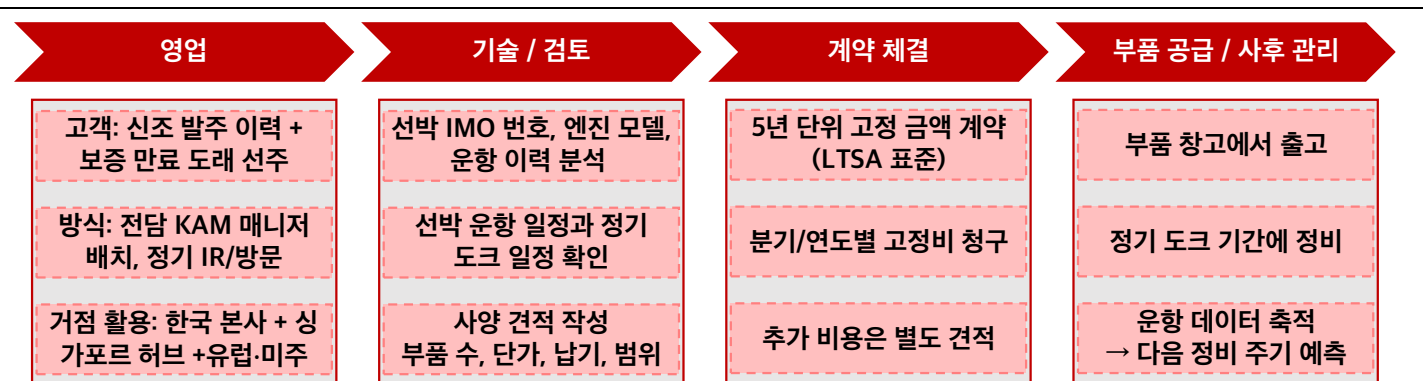 영업
고객: 신조 발주 이력 +
보증 만료 도래 선주
방식: 전담 KAM 매니저
배치, 정기 IR/방문
거점 활용: 한국 본사 + 싱
가포르 허브 +유럽·미주
기술 / 검토
선박 IMO 번호, 엔진 모델,
운항 이력 분석
선박 운항 일정과 정기
도크 일정 확인
사양 견적 작성
부품 수, 단가, 납기, 범위
계약 체결
5년 단위 고정 금액 계약
(LTSA 표준)
분기/연도별 고정비 청구
추가 비용은 별도 견적
부품 공급 / 사후 관리
부품 창고에서 출고
정기 도크 기간에 정비
운항 데이터 축적
→ 다음 정비 주기 예측